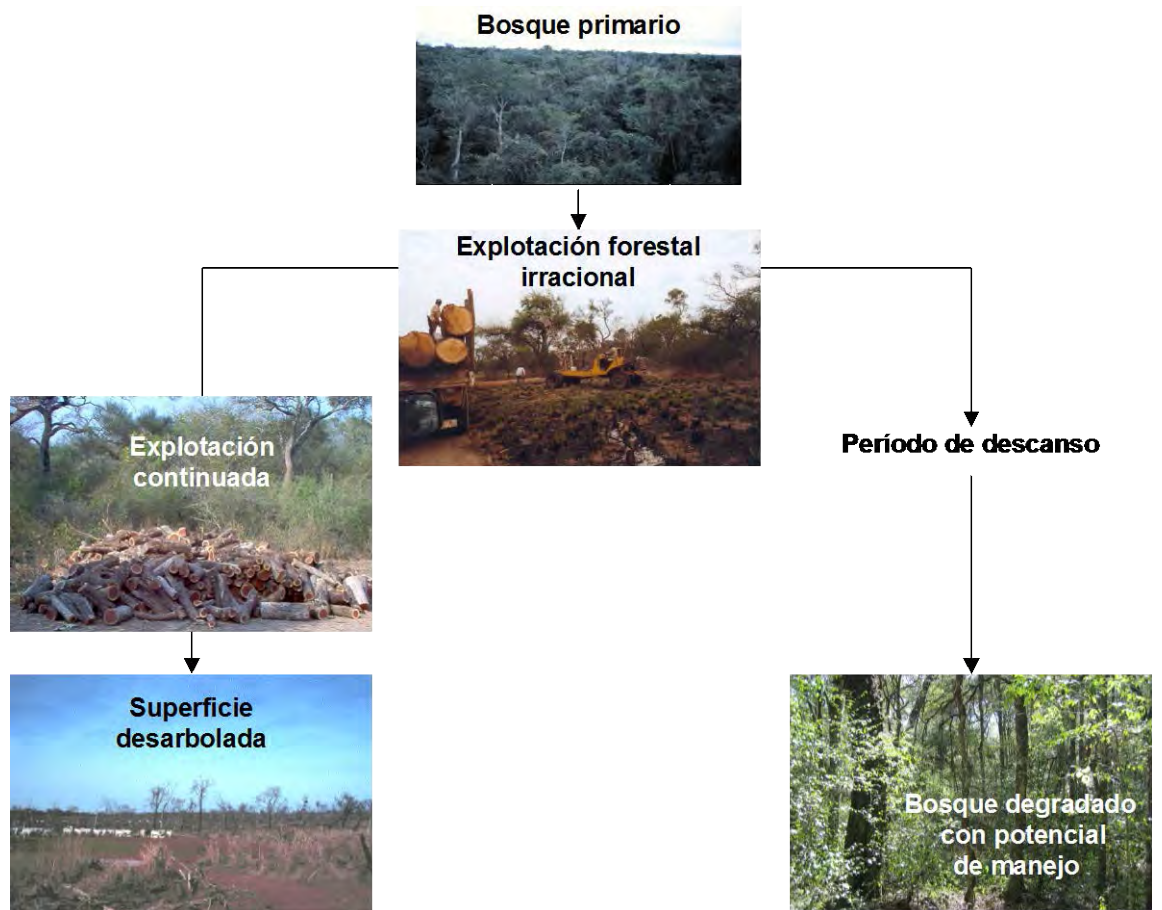 Bosque primario
Explotación forestal
irracional
Explotación
continuada
Período de descanso
Superficie
desarbolada
Bosque degradado
con potencial
de manejo